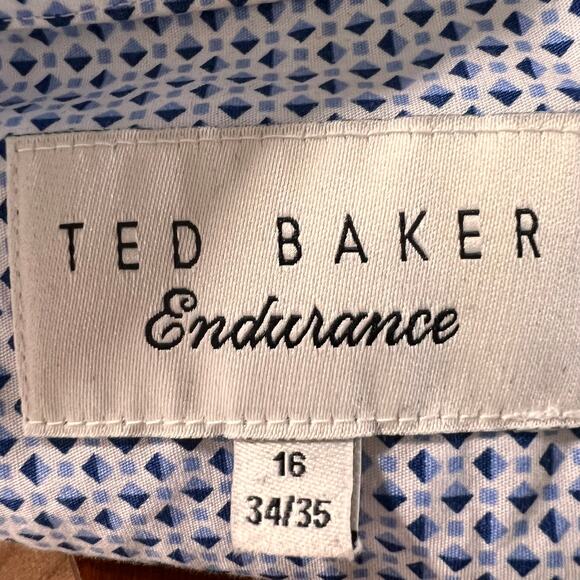 TED BAKER
Endurance
16
34/35